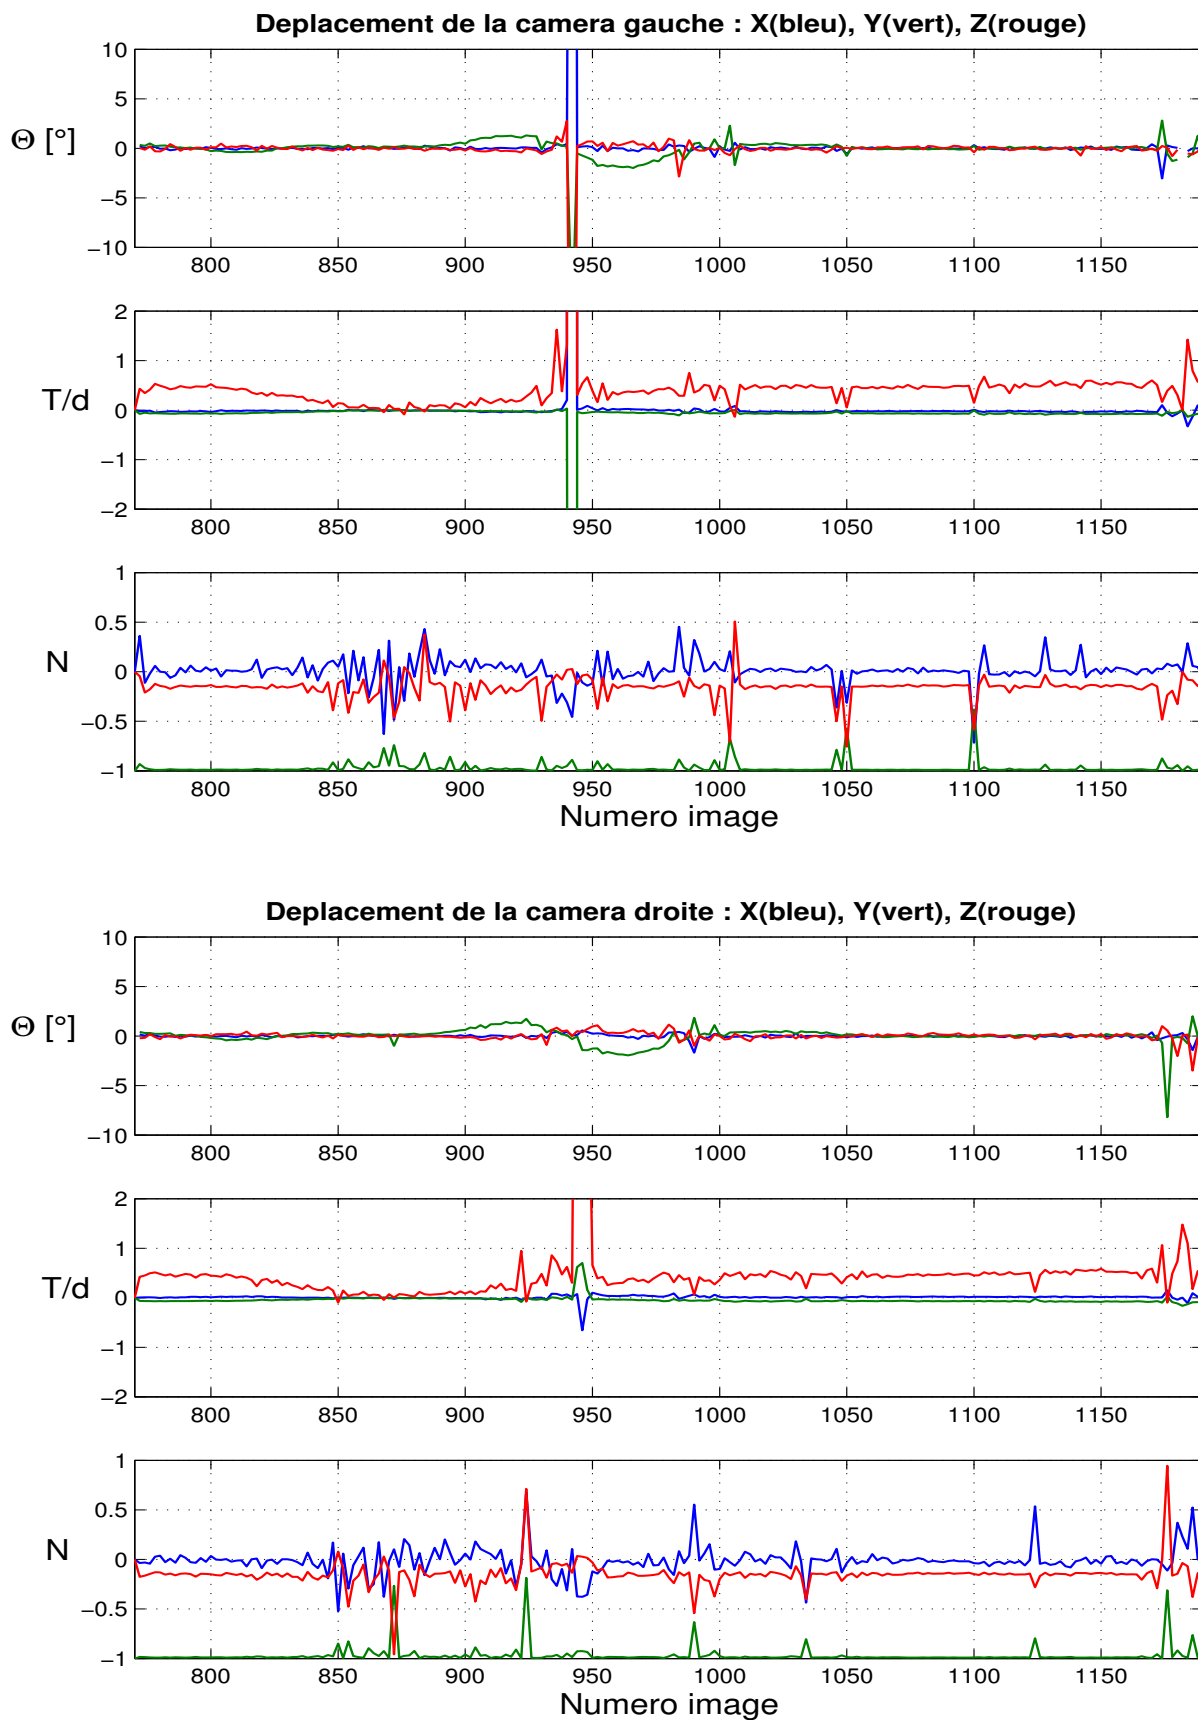 Deplacement de la camera gauche : X(bleu), Y(vert), Z(rouge)
10
5
0
−5
−10
Θ [°]
800 850 900 950 1000 1050 1100 1150
2
1
0
−1
−2
T/d
800 850 900 950 1000 1050 1100 1150
1
0.5
0
−0.5
−1
N
800 850 900 950 1000 1050 1100 1150
Numero image
Deplacement de la camera droite : X(bleu), Y(vert), Z(rouge)
10
5
0
−5
−10
Θ [°]
800 850 900 950 1000 1050 1100 1150
2
1
0
−1
−2
T/d
800 850 900 950 1000 1050 1100 1150
1
0.5
0
−0.5
−1
N
800 850 900 950 1000 1050 1100 1150
Numero image